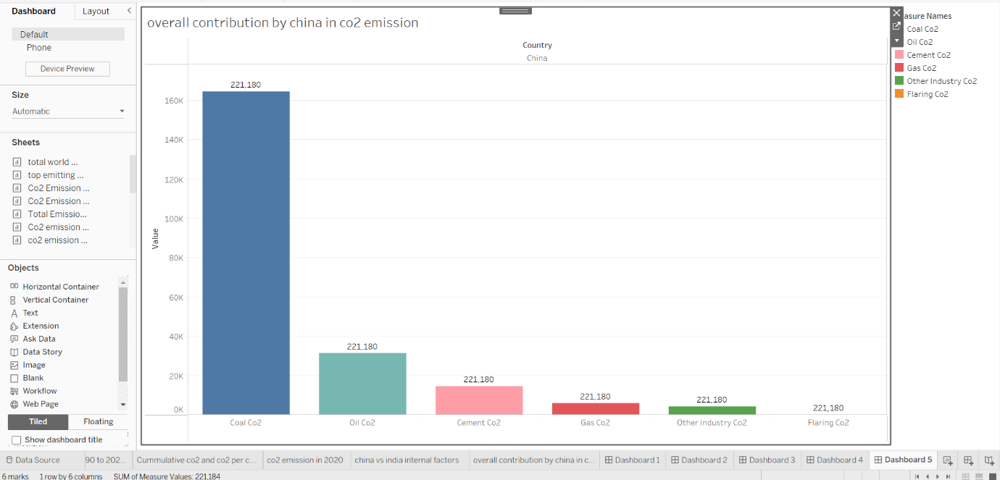 Dashboard
Layout
Default
Phone
Device Preview
Size
Automatic
Sheets
total world ...
top emitting ...
Co2 Emission ...
Co2 Emission ...
Total Emissio...
Co2 emission ...
co2 emission ...
Objects
Horizontal Container
Vertical Container
Text
Extension
Ask Data
Data Story
Image
Blank
Workflow
Web Page
Tiled
Floating
Show dashboard title
overall contribution by china in co2 emission
Country
China
Value
160K
140K
120K
100K
80K
60K
40K
20K
0K
221,180
221,180
221,180
221,180
221,180
221,180
Coal Co2
Oil Co2
Cement Co2
Gas Co2
Other Industry Co2
Flaring Co2
asure Names
Coal Co2
Oil Co2
Cement Co2
Gas Co2
Other Industry Co2
Flaring Co2
Data Source
90 to 202...
Cummulative co2 and co2 per c...
co2 emission in 2020
china vs india internal factors
overall contribution by china in c...
Dashboard 1
Dashboard 2
Dashboard 3
Dashboard 4
Dashboard 5
6 marks
1 row by 6 columns
SUM of Measure Values: 221,184